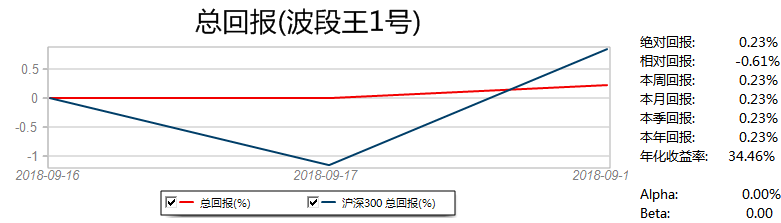 总回报(波段王1号)
0.5
0
-0.5
-1
2018-09-16 2018-09-17 2018-09-1
总回报(%) 沪深300 总回报(%)
绝对回报: 0.23%
相对回报: -0.61%
本周回报: 0.23%
本月回报: 0.23%
本季回报: 0.23%
本年回报: 0.23%
年化收益率: 34.46%
Alpha: 0.00%
Beta: 0.00